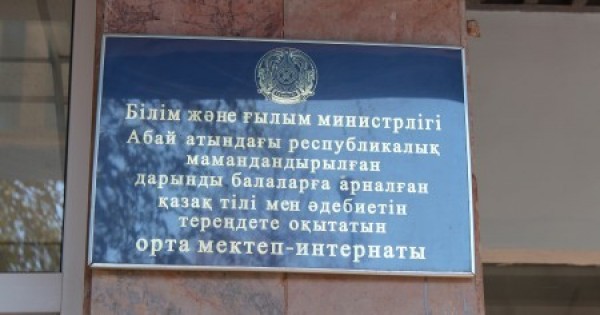 Білім және ғылым министрлігі
Абай атындағы республикалық
мамандандырылған
дарынды балаларға арналған
қазақ тілі мен әдебиетін
тереңдете оқытатын
орта мектеп-интернаты